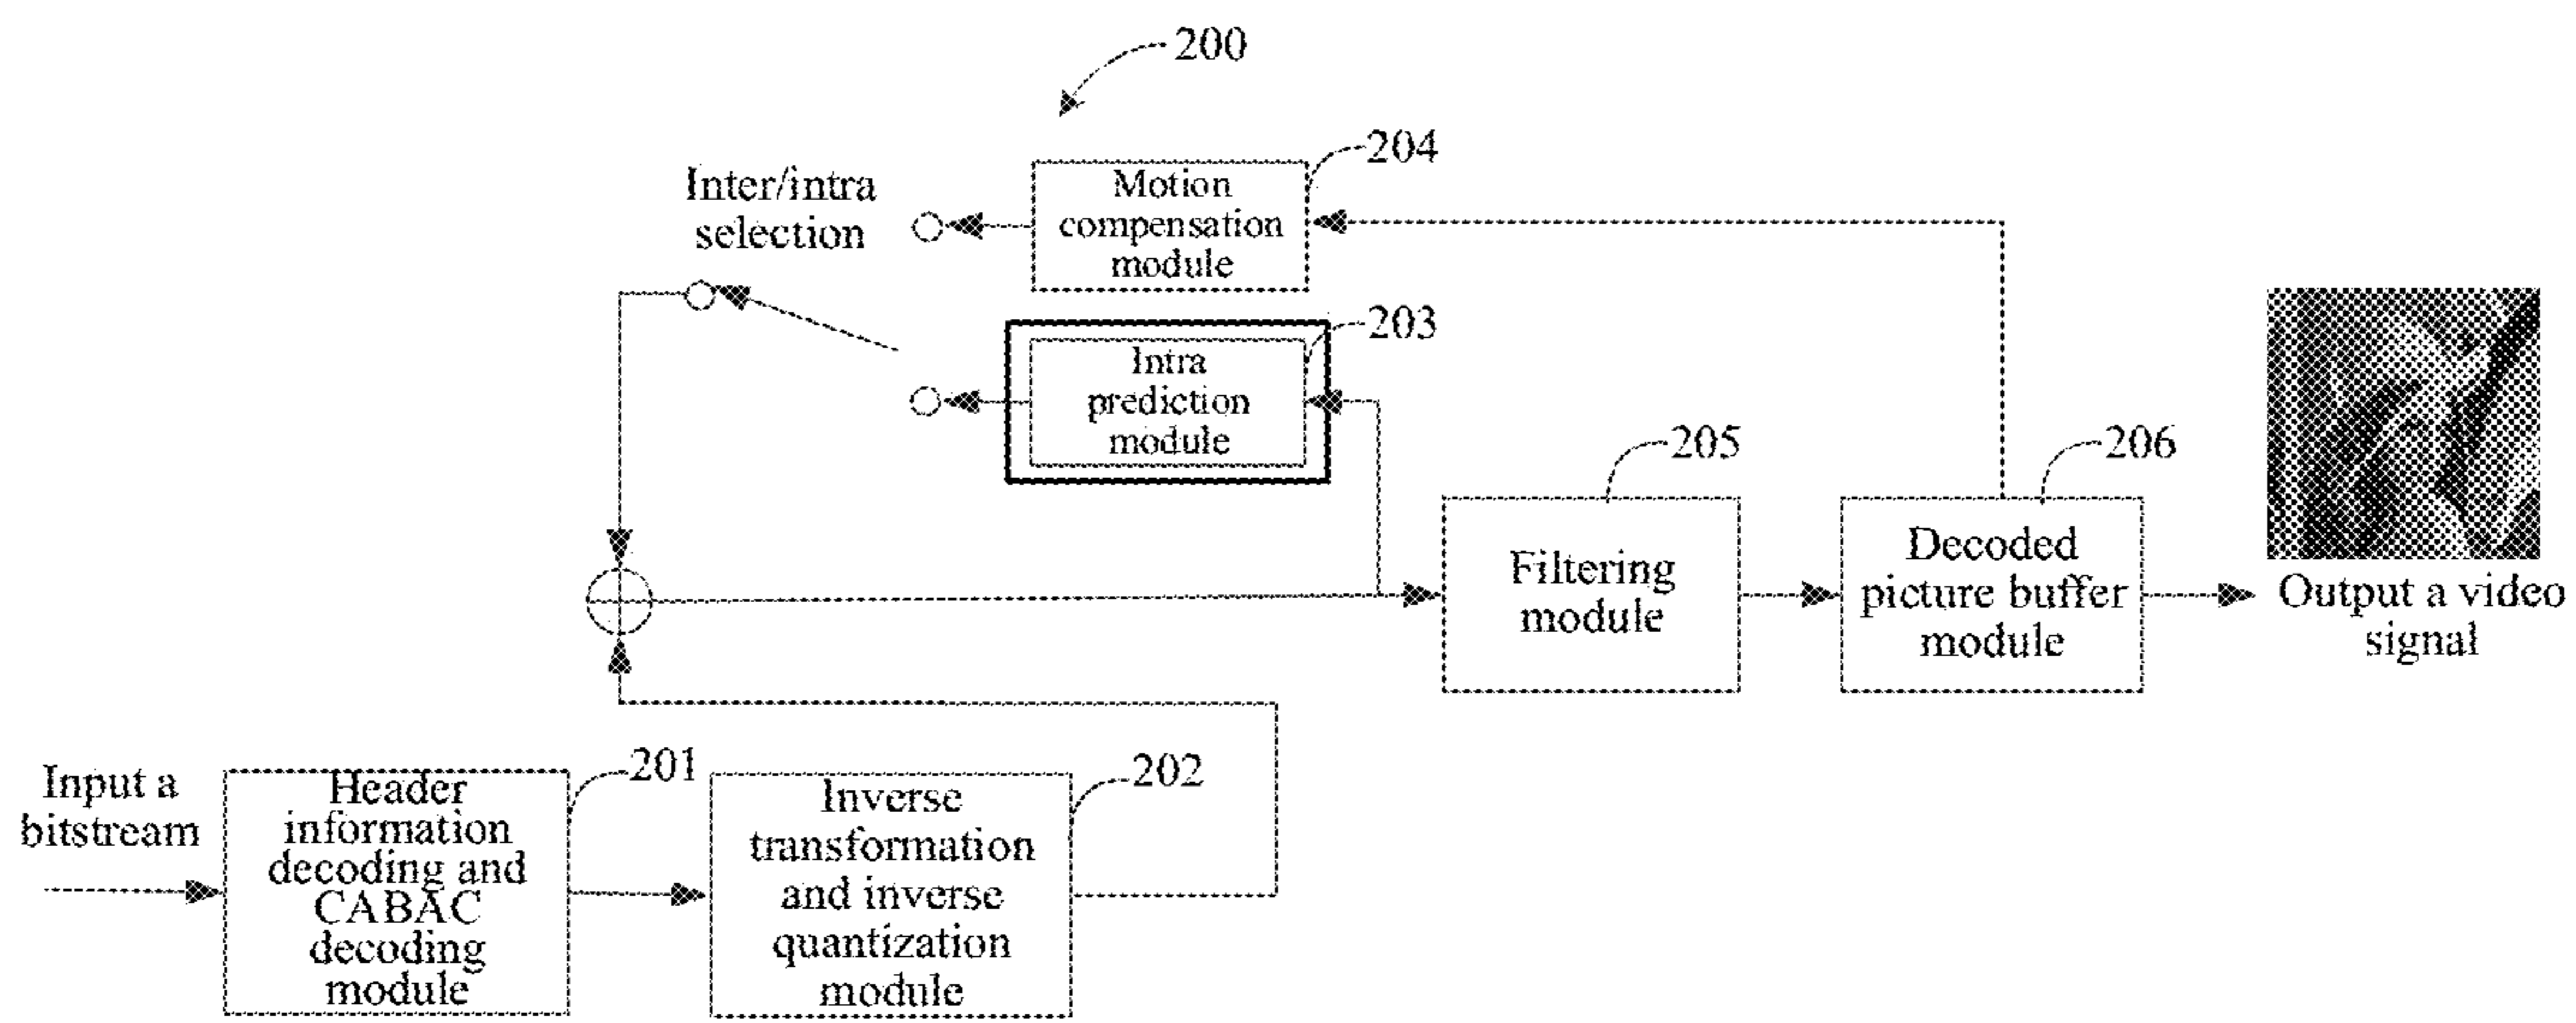 200
204
Inter/intra
selection
Motion
compensation
module
203
Intra
prediction
module
205
206
Filtering
module
Decoded
picture buffer
module
Output a video
signal
Input a
bitstream
201
Header
information
decoding and
CABAC
decoding
module
202
Inverse
transformation
and inverse
quantization
module